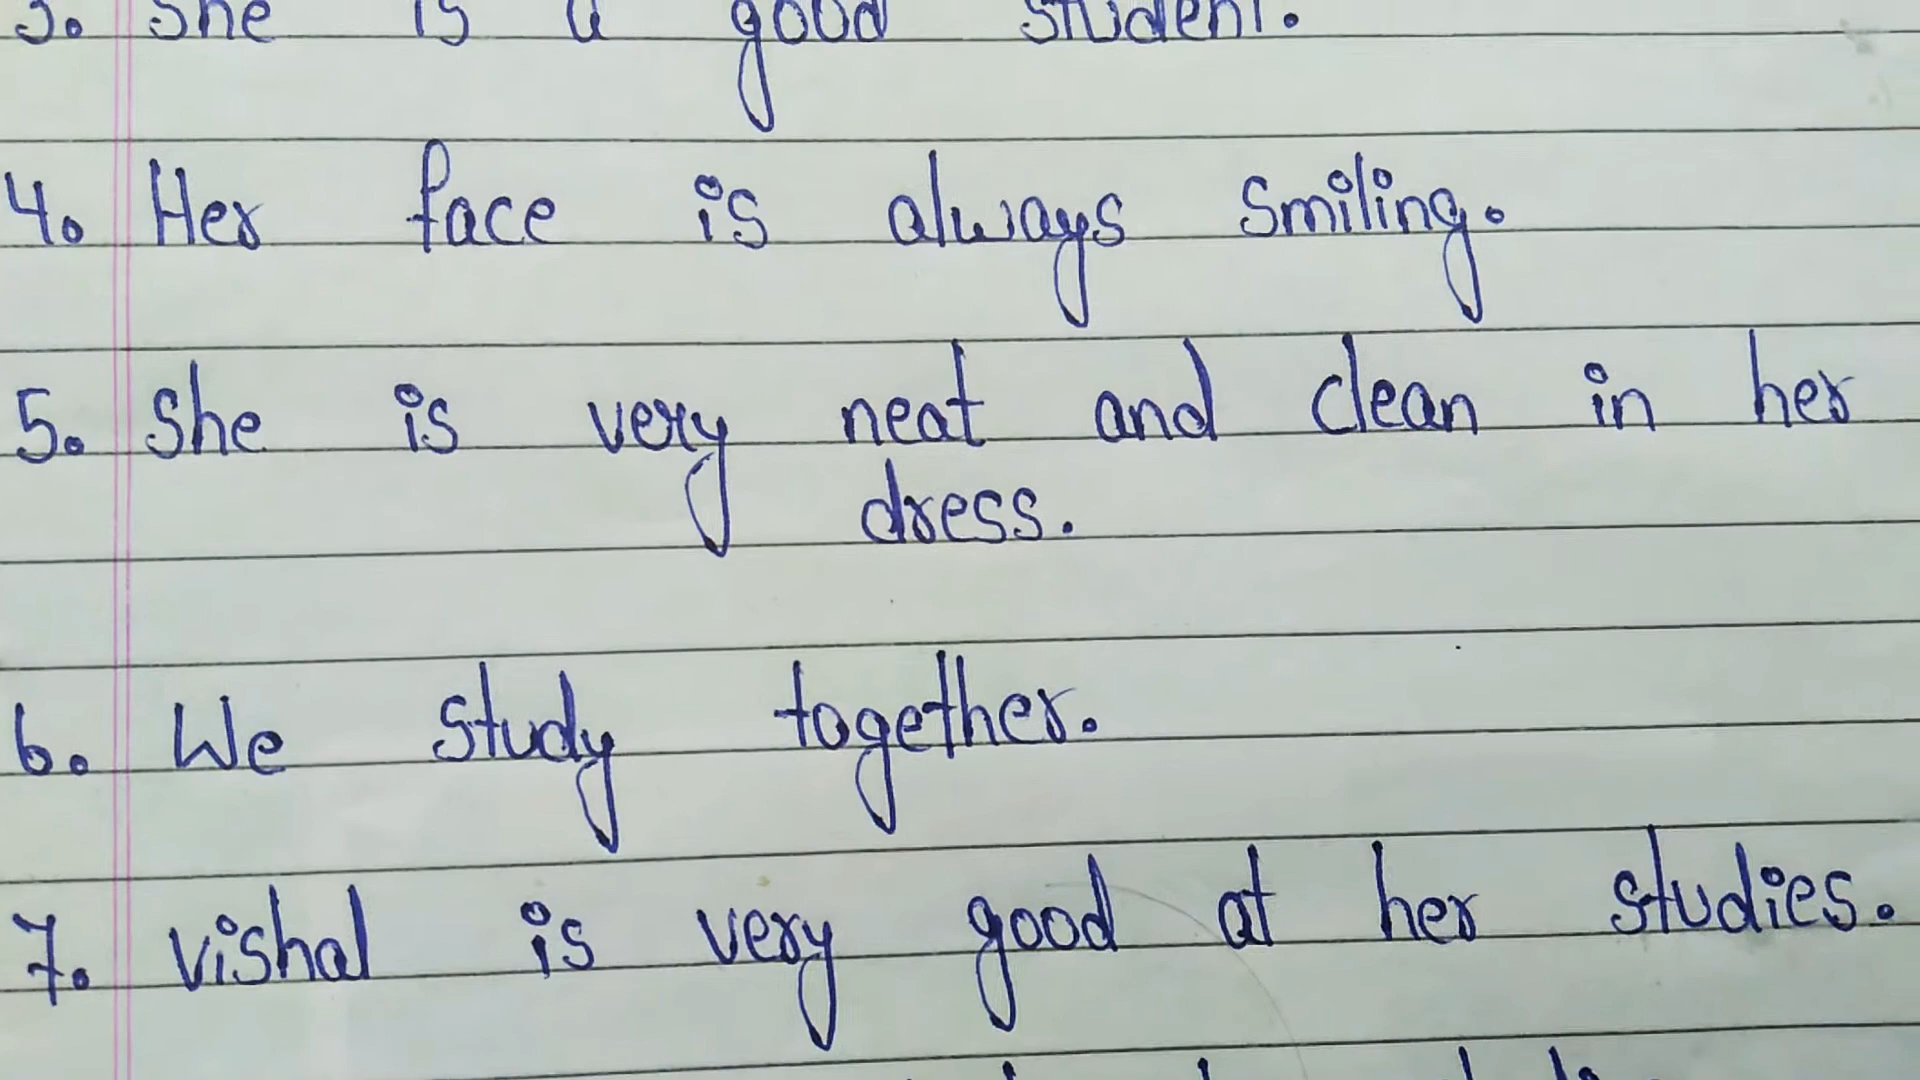 3. She is a good student.
4. Her face is always smiling.
5. She is very neat and clean in her
dress.
6. We study together.
7. vishal is very good at her studies.